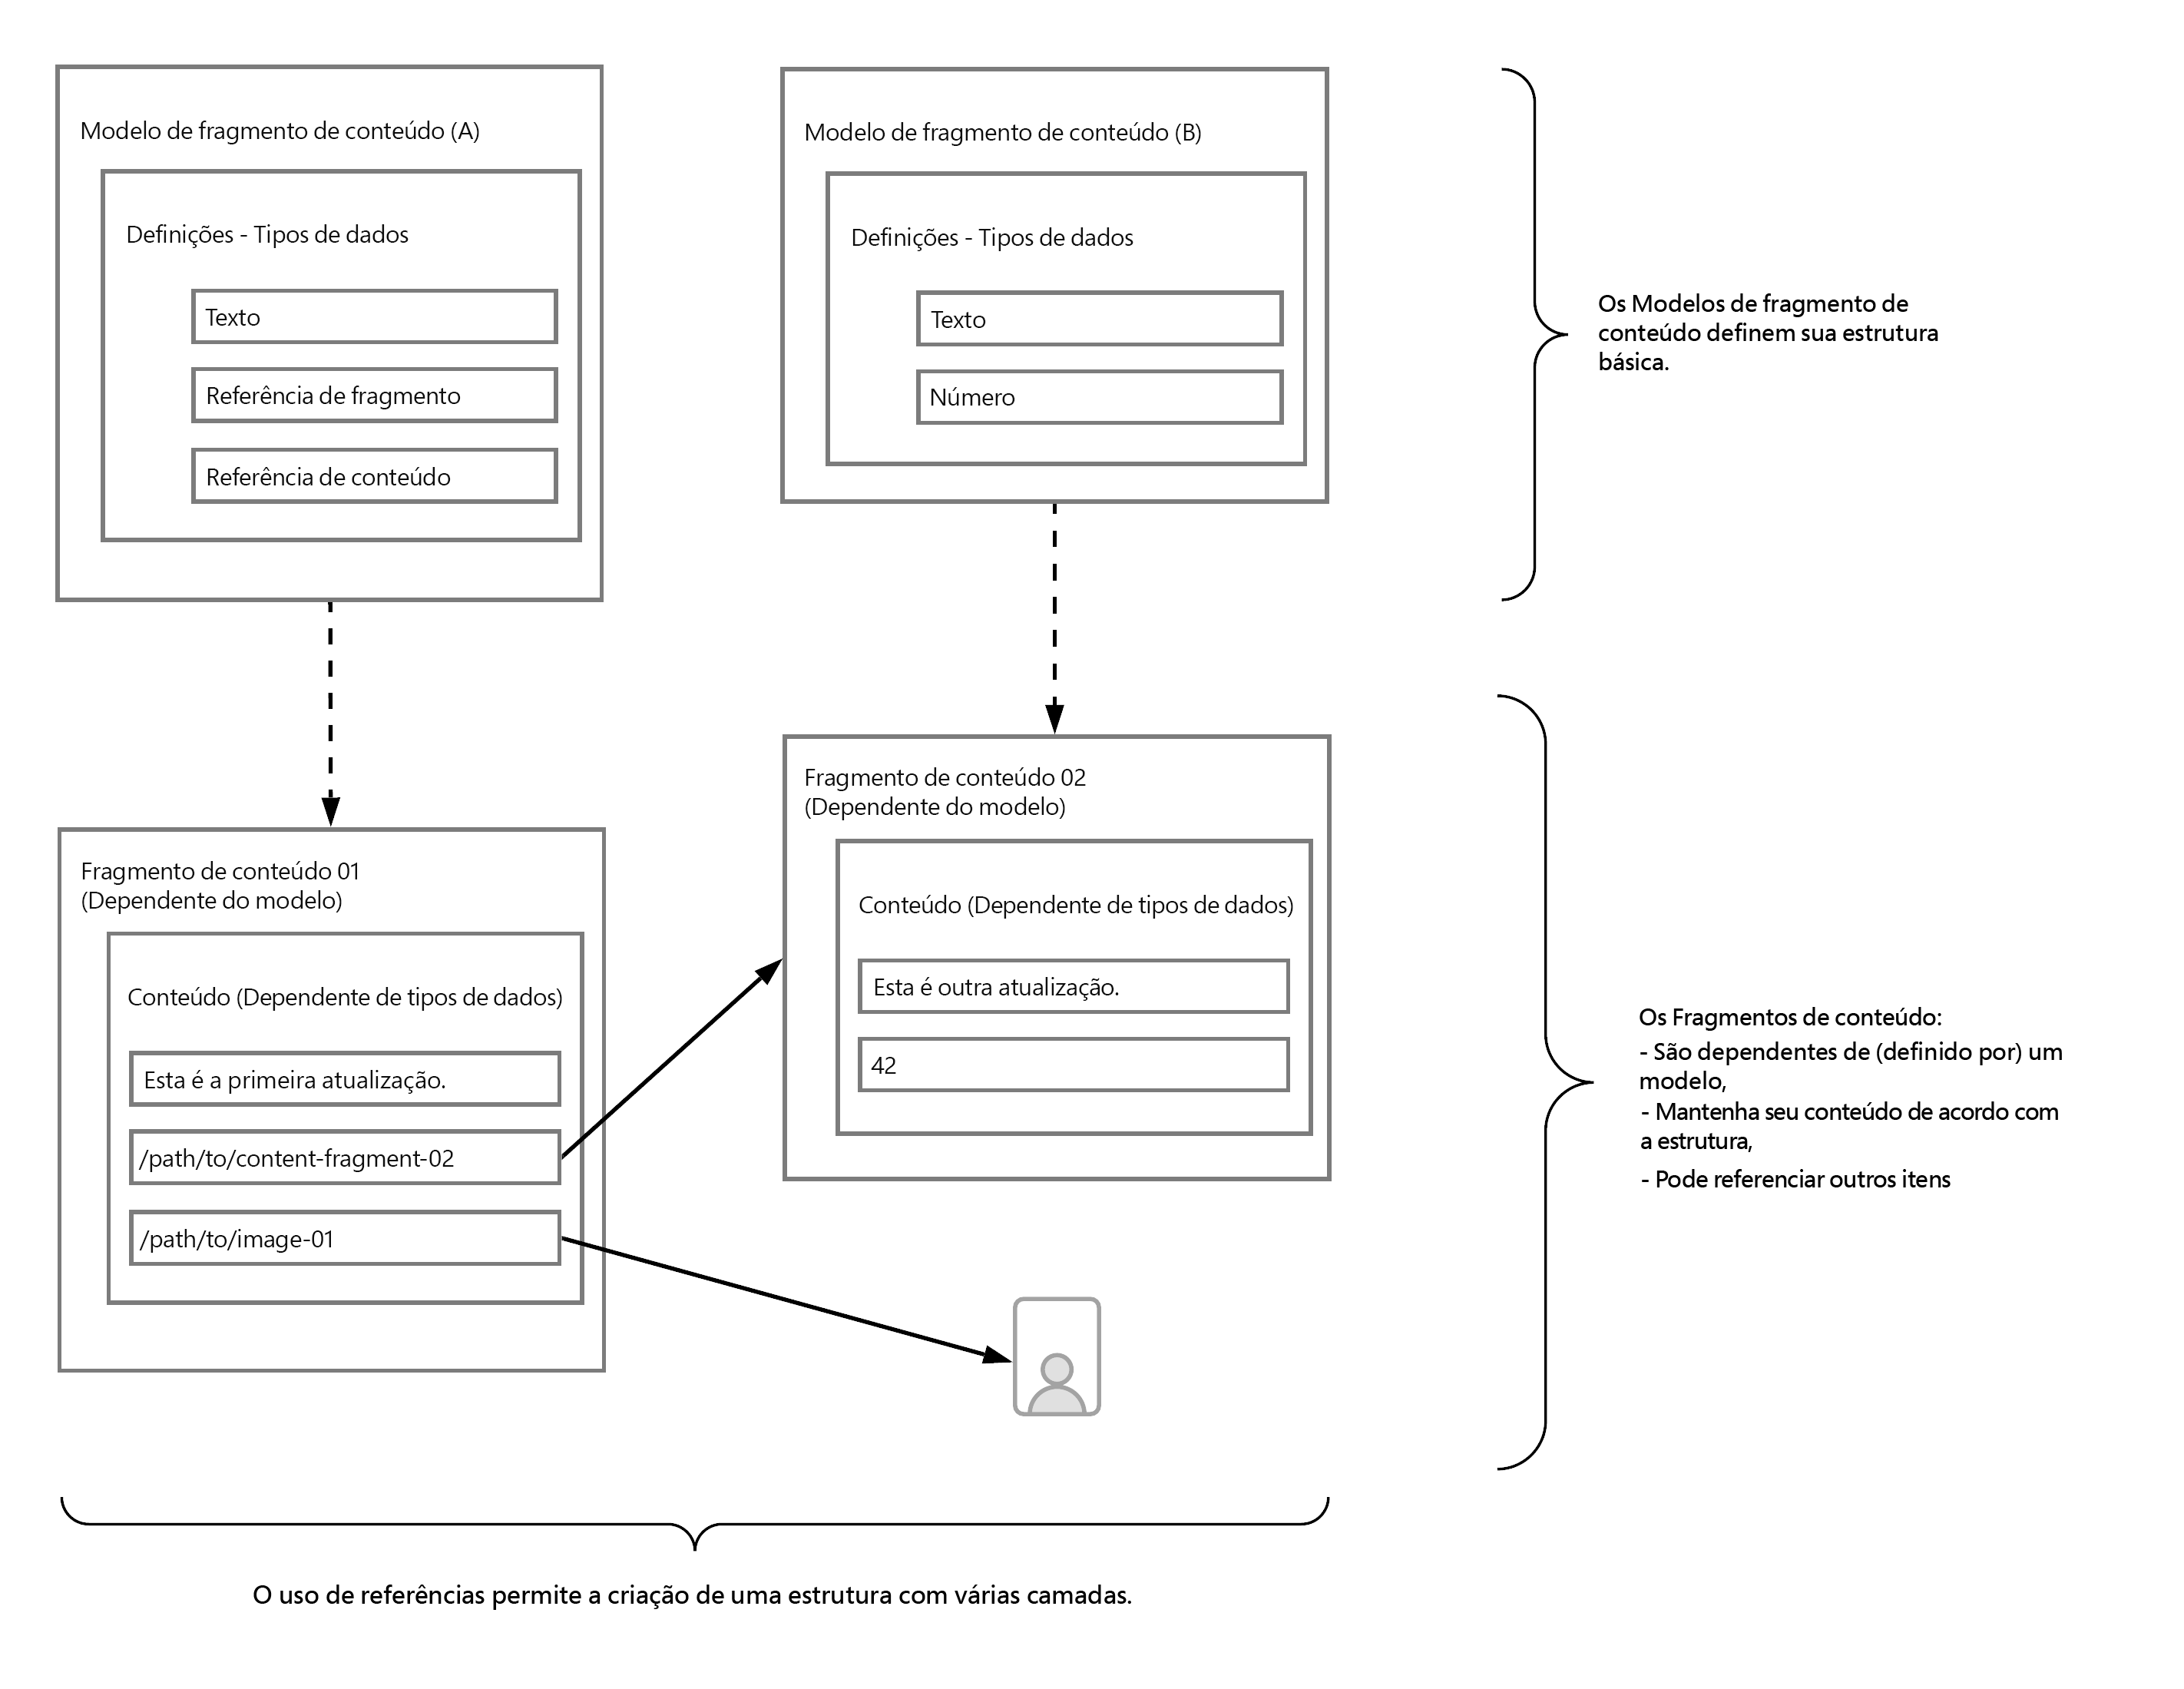 Modelo de fragmento de conteúdo (A)
Definições - Tipos de dados
Texto
Referência de fragmento
Referência de conteúdo
Modelo de fragmento de conteúdo (B)
Definições - Tipos de dados
Texto
Número
Os Modelos de fragmento de
conteúdo definem sua estrutura
básica.
Fragmento de conteúdo 01
(Dependente do modelo)
Conteúdo (Dependente de tipos de dados)
Esta é a primeira atualização.
/path/to/content-fragment-02
/path/to/image-01
Fragmento de conteúdo 02
(Dependente do modelo)
Conteúdo (Dependente de tipos de dados)
Esta é outra atualização.
42
Os Fragmentos de conteúdo:
- São dependentes de (definido por) um
modelo,
- Mantenha seu conteúdo de acordo com
a estrutura,
- Pode referenciar outros itens
O uso de referências permite a criação de uma estrutura com várias camadas.